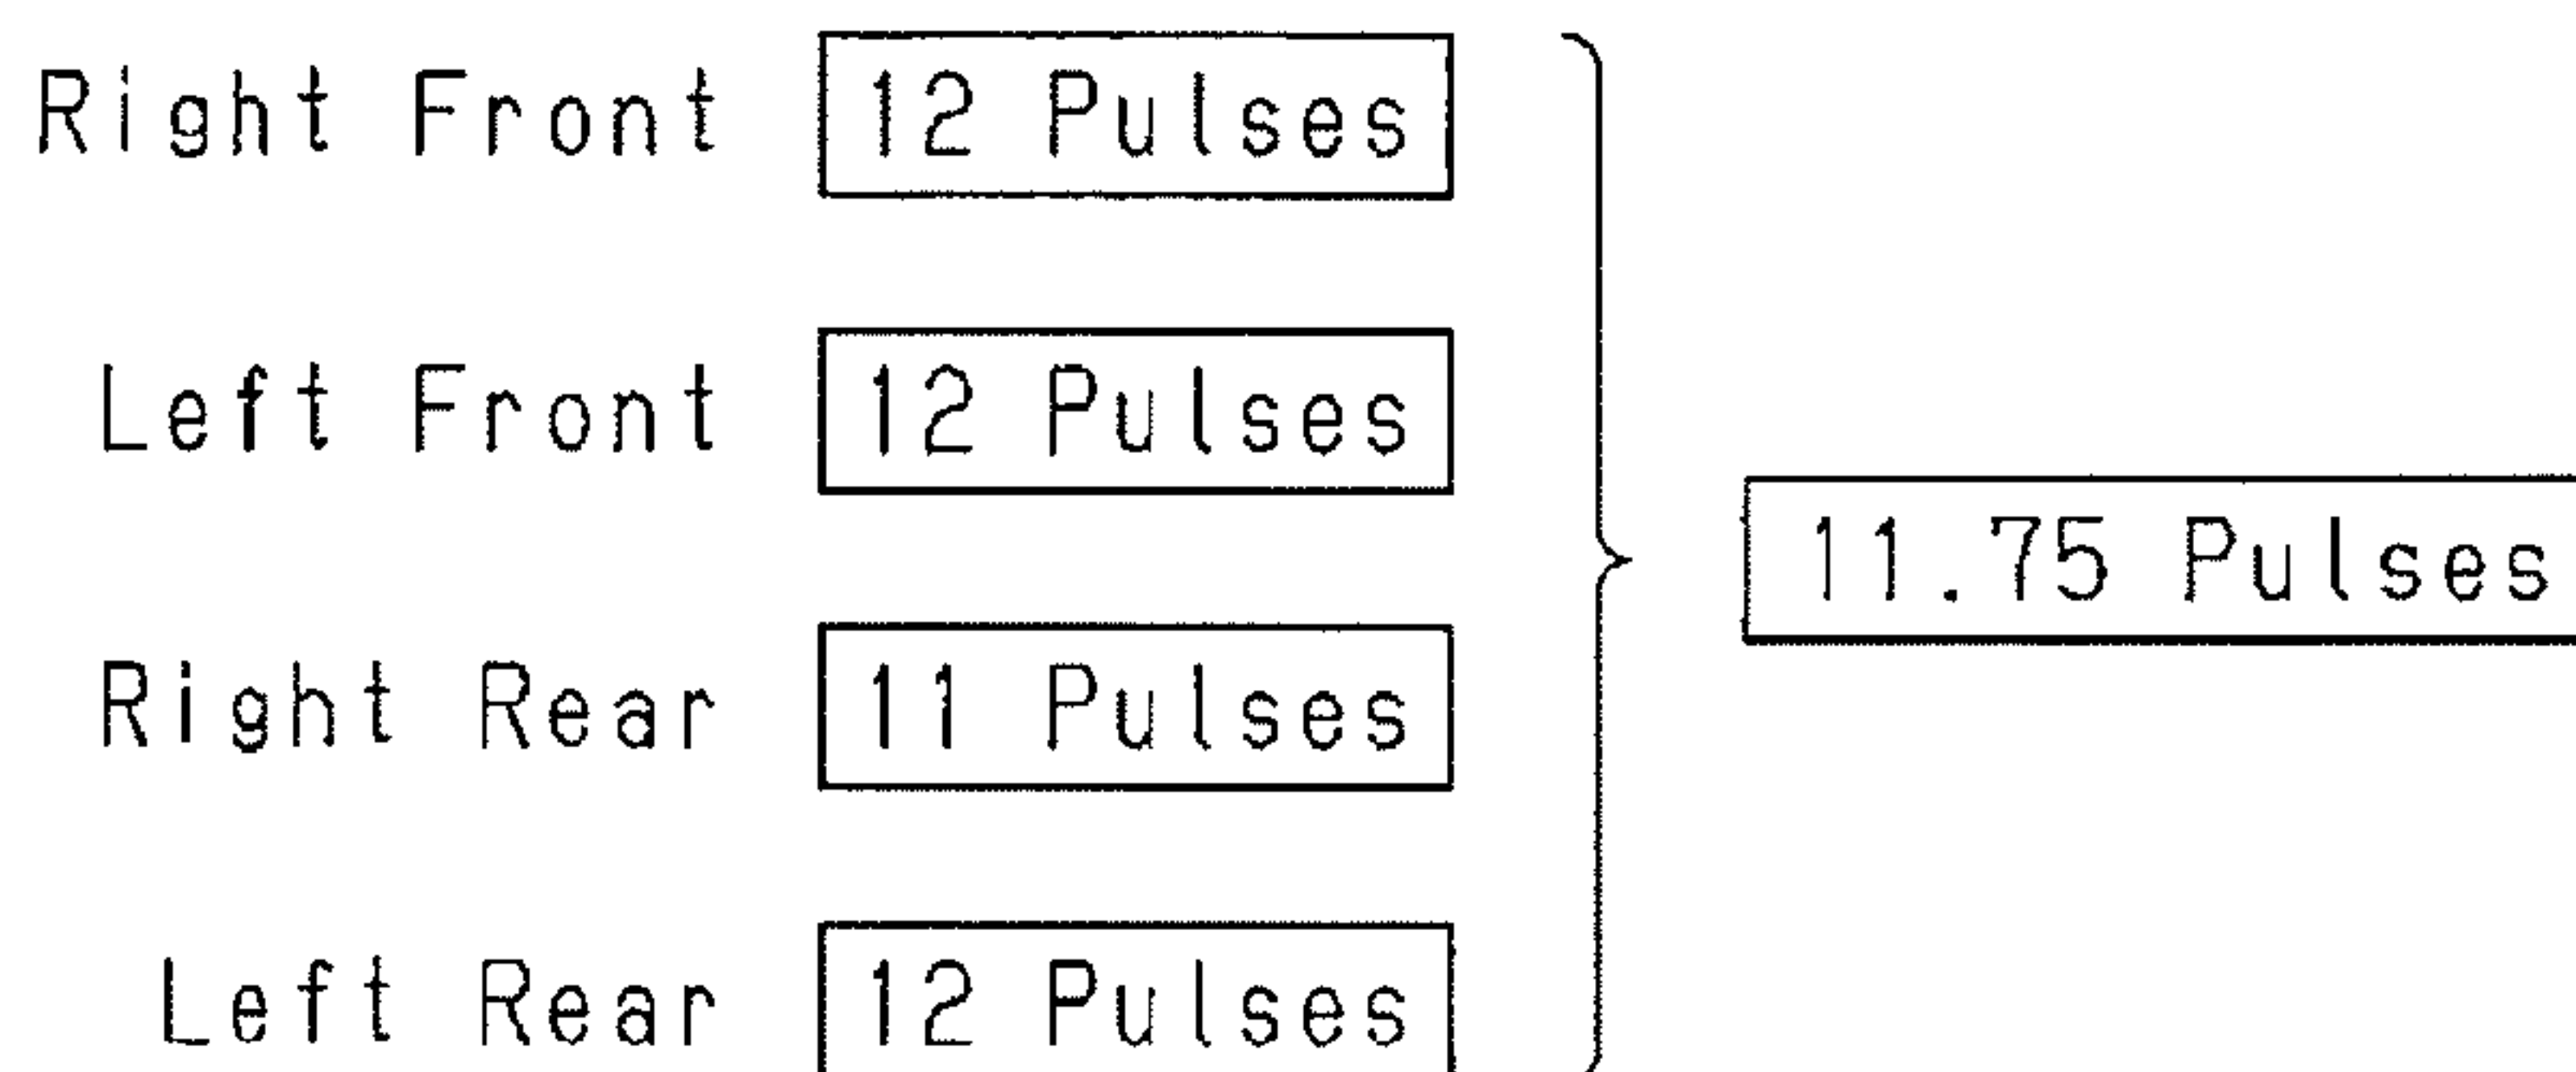 Right Front 12 Pulses
Left Front 12 Pulses
11.75 Pulses
Right Rear 11 Pulses
Left Rear 12 Pulses